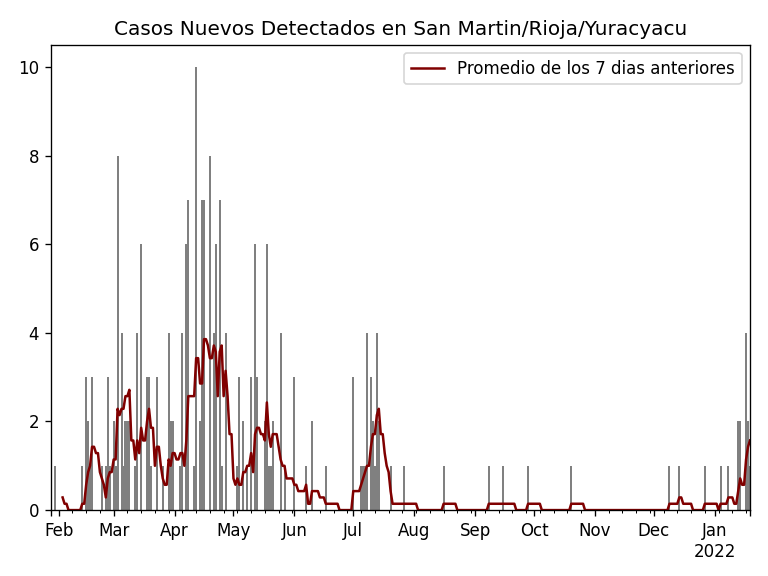 Casos Nuevos Detectados en San Martin/Rioja/Yuracyacu
Promedio de los 7 dias anteriores
10
8
6
4
2
0
Feb Mar Apr May Jun Jul Aug Sep Oct Nov Dec Jan
2022